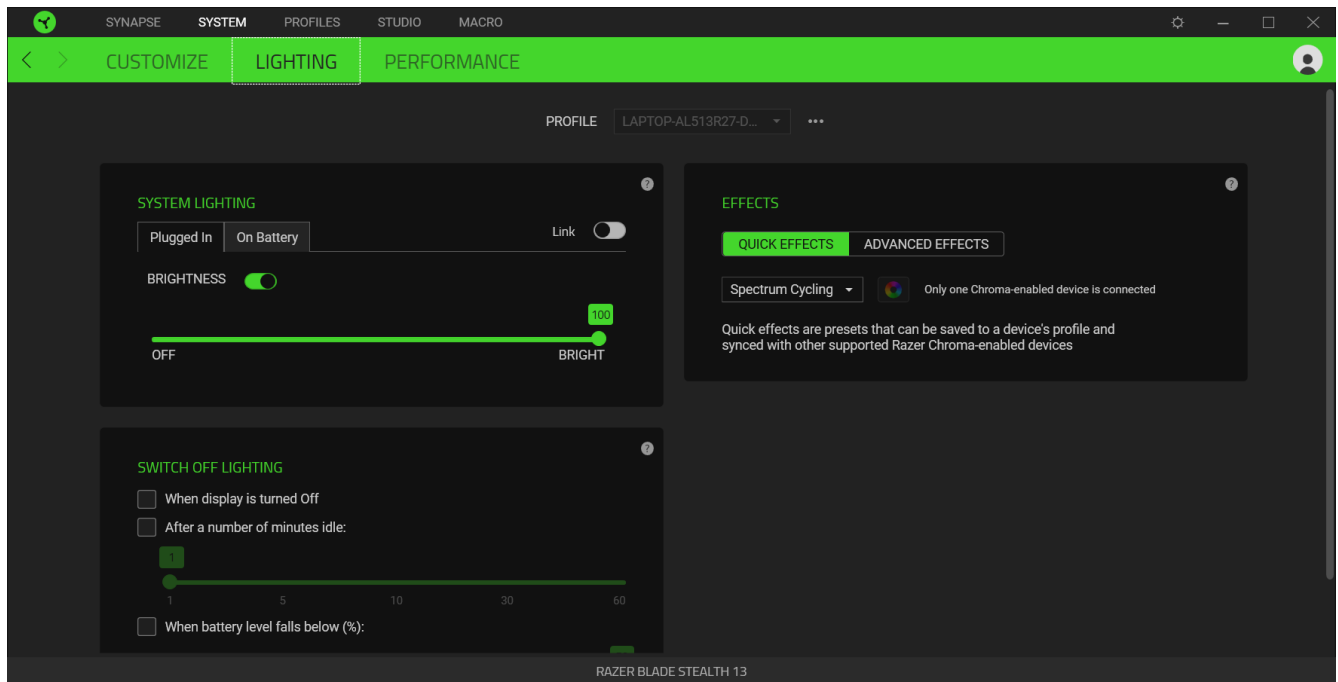 SYNAPSE SYSTEM PROFILES STUDIO MACRO
CUSTOMIZE LIGHTING PERFORMANCE
PROFILE LAPTOP-AL513R27-D...
SYSTEM LIGHTING
Plugged In On Battery Link
BRIGHTNESS
100
OFF BRIGHT
EFFECTS
QUICK EFFECTS ADVANCED EFFECTS
Spectrum Cycling Only one Chroma-enabled device is connected
Quick effects are presets that can be saved to a device's profile and
synced with other supported Razer Chroma-enabled devices
SWITCH OFF LIGHTING
When display is turned Off
After a number of minutes idle:
1
1 5 10 30 60
When battery level falls below (%):
RAZER BLADE STEALTH 13